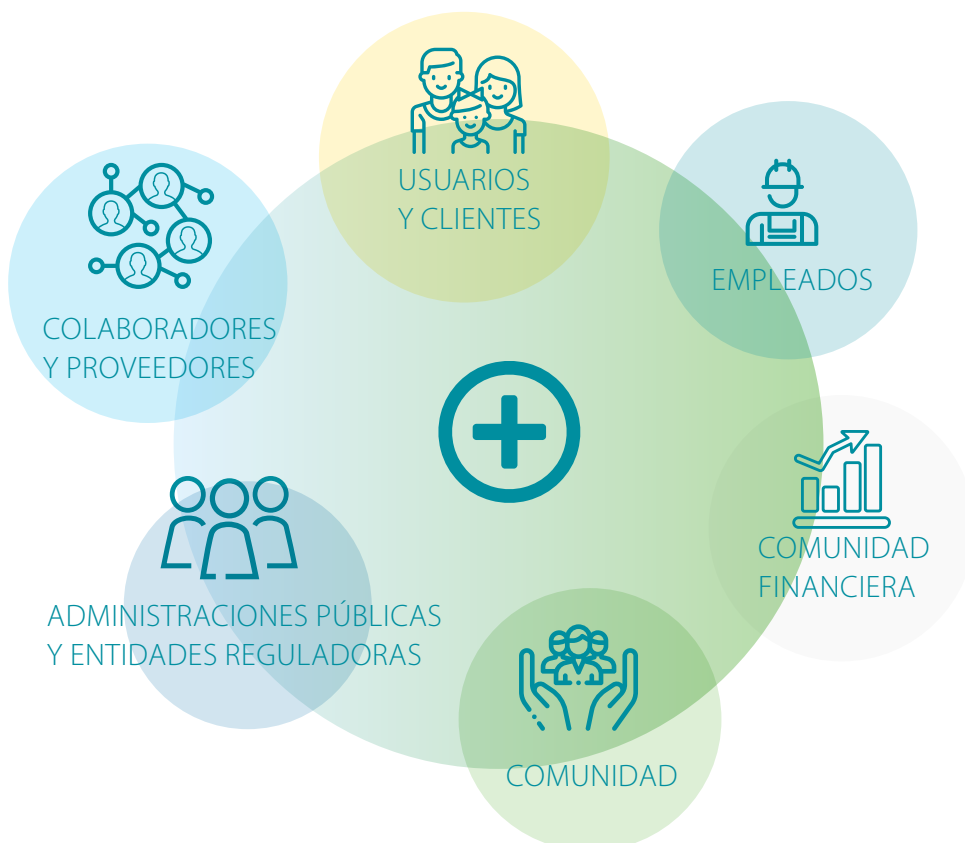 USUARIOS
Y CLIENTES
EMPLEADOS
COLABORADORES
Y PROVEEDORES
COMUNIDAD
FINANCIERA
ADMINISTRACIONES PÚBLICAS
Y ENTIDADES REGULADORAS
COMUNIDAD